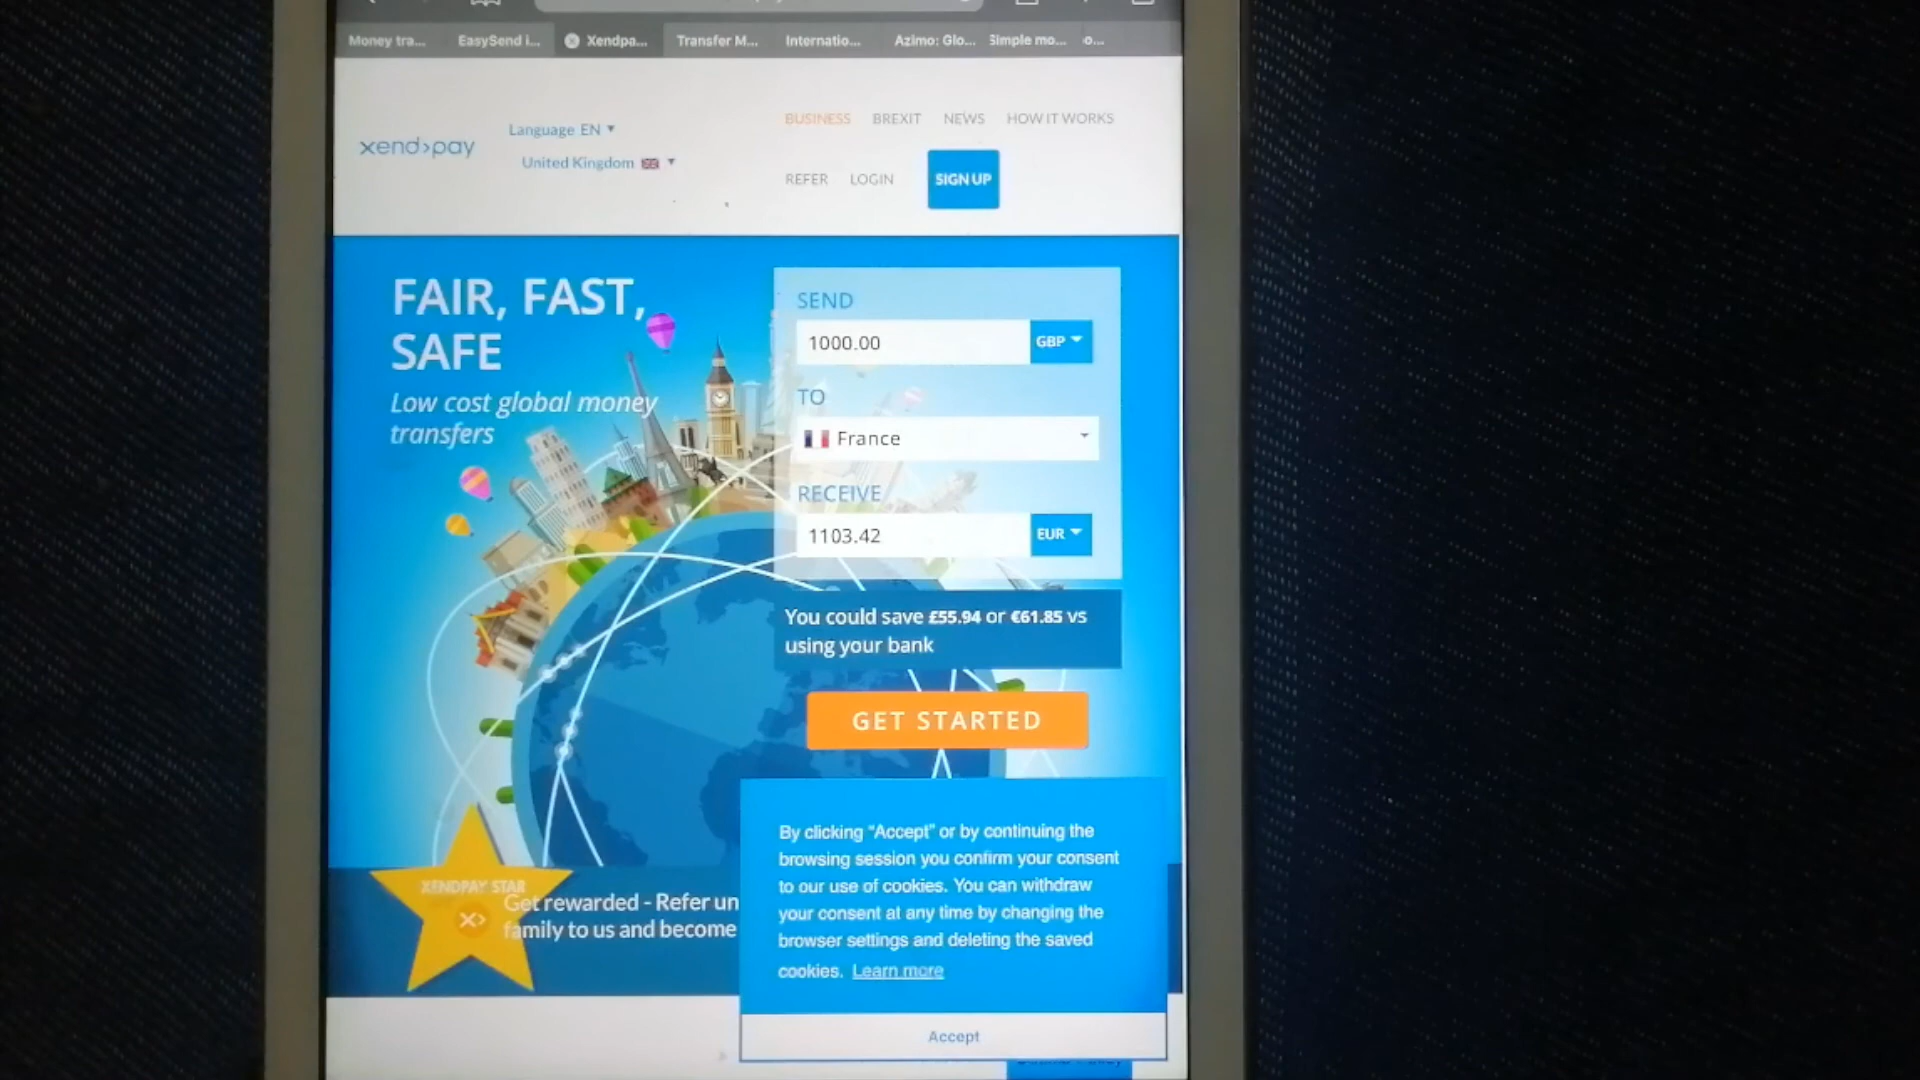 Money tra...
EasySend i...
Xendpa...
Transfer M...
Internatio...
Azimo: Glo...
Simple mo...
o...
xend>pay
Language EN
United Kingdom
BUSINESS
BREXIT
NEWS
HOW IT WORKS
REFER
LOGIN
SIGN UP
FAIR, FAST,
SAFE
Low cost global money
transfers
SEND
1000.00
GBP
TO
France
RECEIVE
1103.42
EUR
You could save £55.94 or €61.85 vs
using your bank
GET STARTED
XENDPAY STAR
X>
Get rewarded - Refer un
family to us and become
By clicking “Accept” or by continuing the
browsing session you confirm your consent
to our use of cookies. You can withdraw
your consent at any time by changing the
browser settings and deleting the saved
cookies. Learn more
Accept